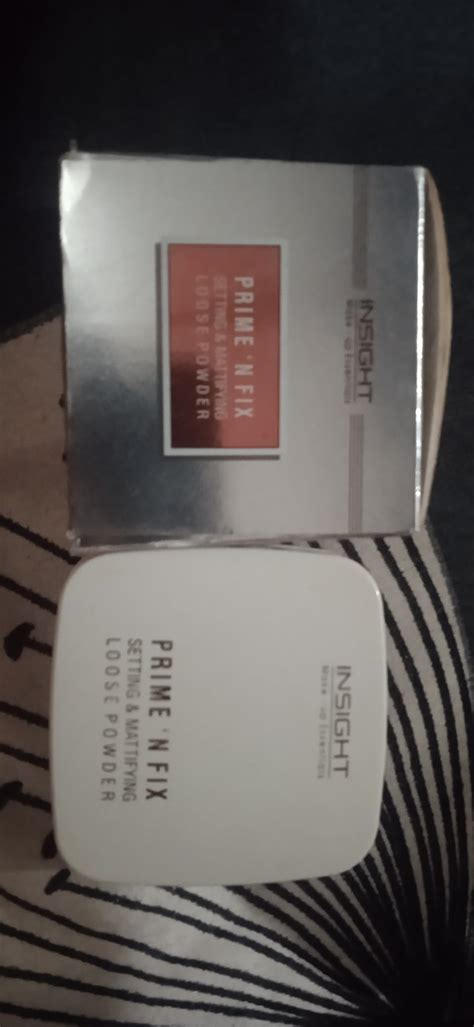 INSIGHT
Make up Essentials
PRIME 'N FIX
SETTING & MATTIFYING
LOOSE POWDER
INSIGHT
Make up Essentials
PRIME 'N FIX
SETTING & MATTIFYING
LOOSE POWDER